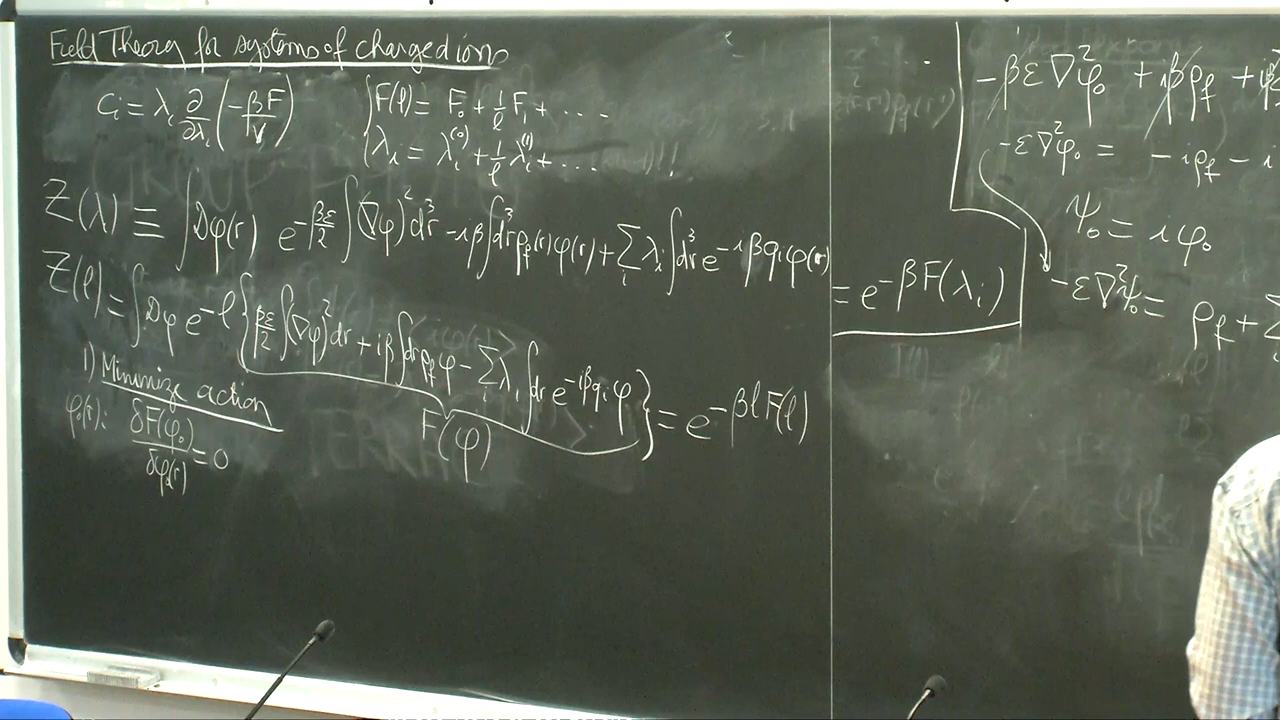 Field Theory for systems of charged ions
C_i = λ_i ∂/∂λ_i (-βF/V)
F(ℓ) = F_0 + 1/ℓ F_1 + ...
λ_i = λ_i^(0) + 1/ℓ λ_i^(1) + ...
Z(λ) ≡ ∫Dφ(r) e^{-βε/2 ∫(∇φ)² d³r - iβ∫d³r ρ_f(r)φ(r) + Σ_i λ_i ∫d³r e^{-iβq_iφ(r)}} = e^{-βF(λ_i)}
Z(ℓ) = ∫Dφ e^{-ℓ{βε/2 ∫(∇φ)² dr + iβ∫dr ρ_f φ - Σ_i λ_i ∫dr e^{-iβq_iφ}}} = e^{-βℓF(ℓ)}
F(φ)
1) Minimize action
φ_0(r): δF(φ_0)/δφ_0(r) = 0
-βε∇²φ_0 + iβρ_f + iβ
-ε∇²φ_0 = -iρ_f - i
ψ_0 = iφ_0
-ε∇²ψ_0 = ρ_f + Σ